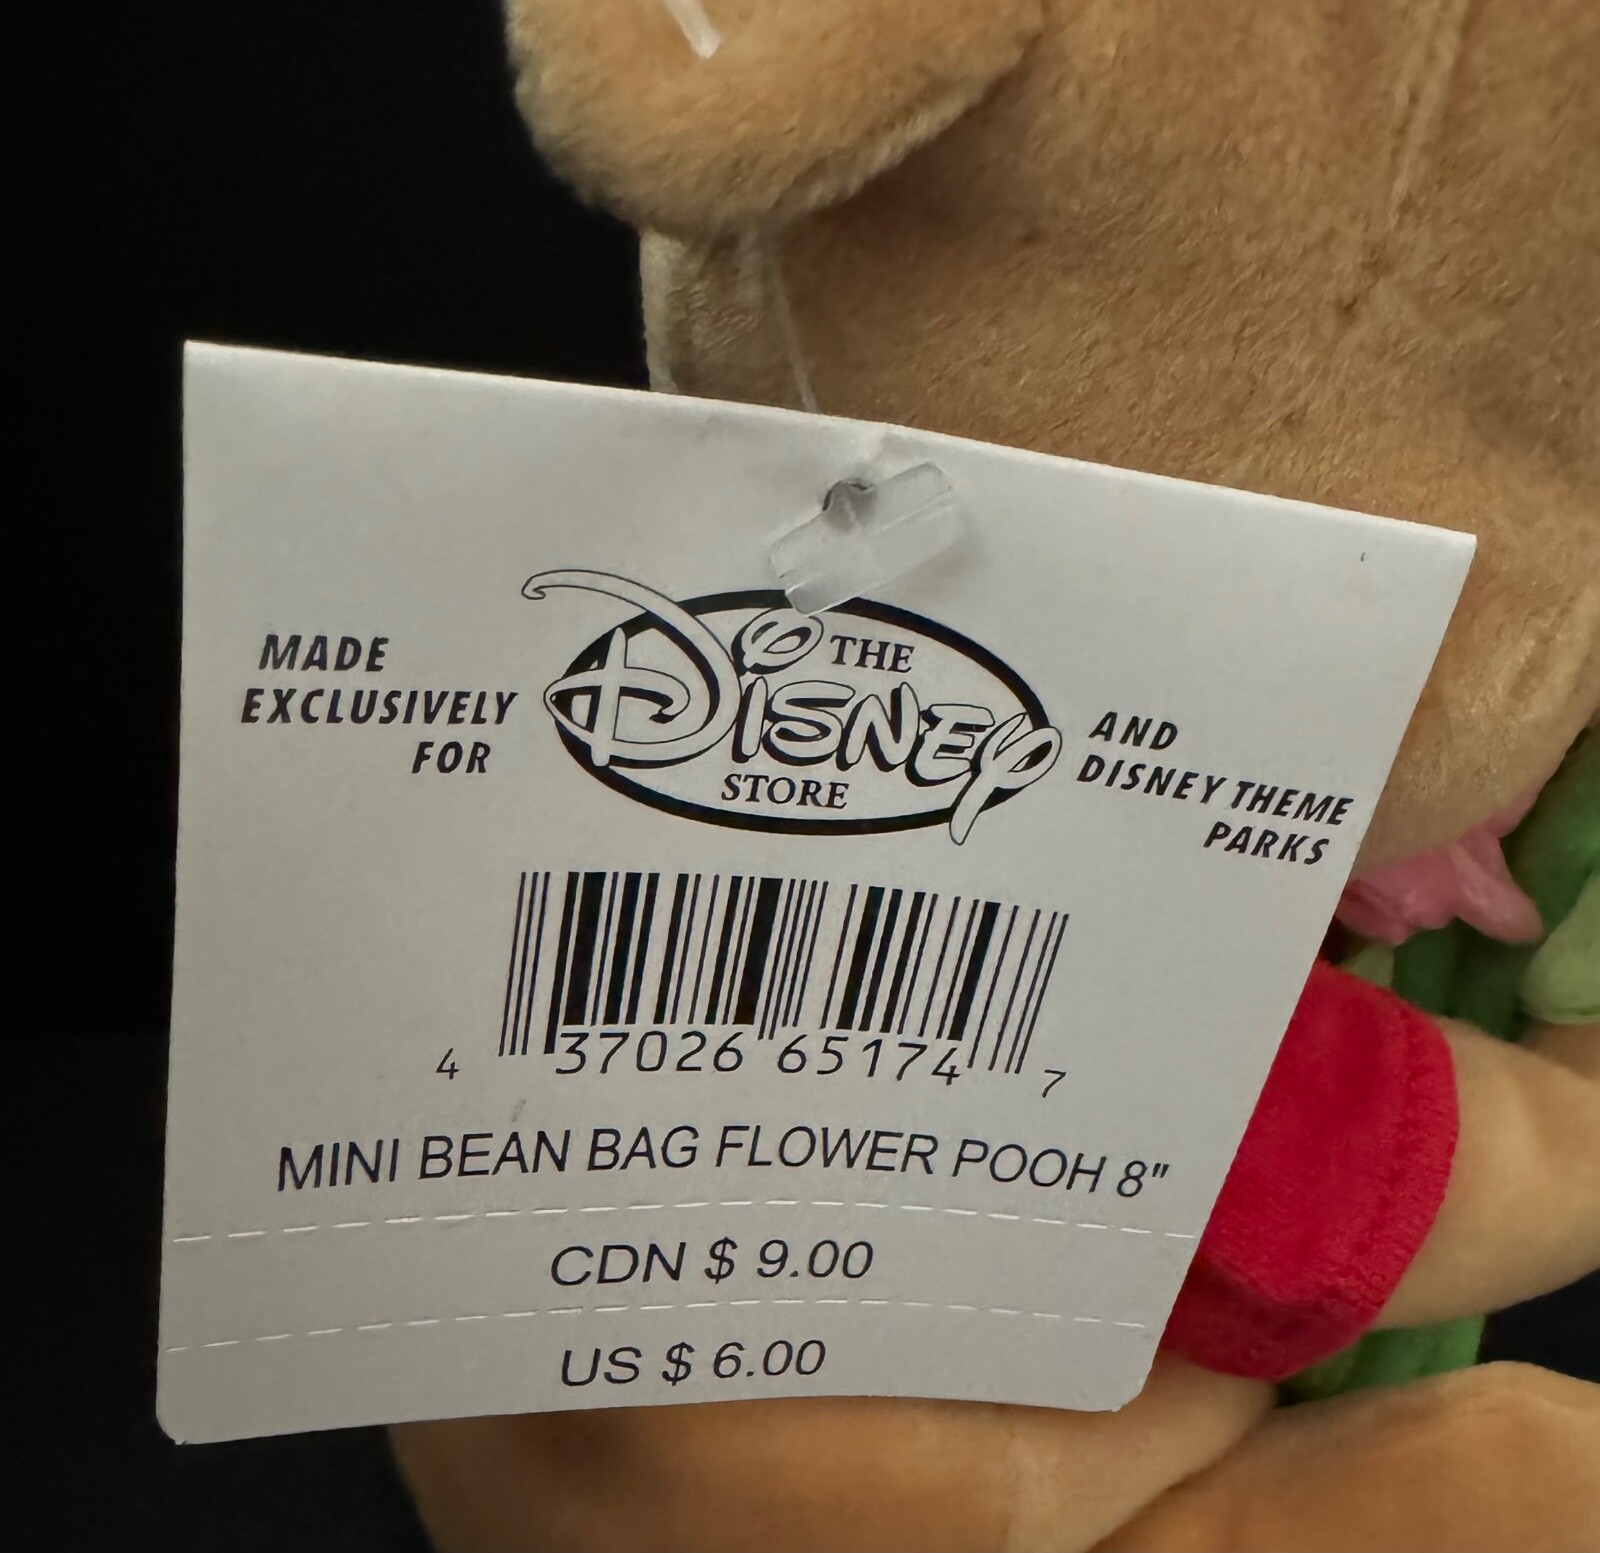 MADE
EXCLUSIVELY
FOR
THE
DISNEY
STORE
AND
DISNEY THEME
PARKS
4 37026 65174 7
MINI BEAN BAG FLOWER POOH 8"
CDN $ 9.00
US $ 6.00